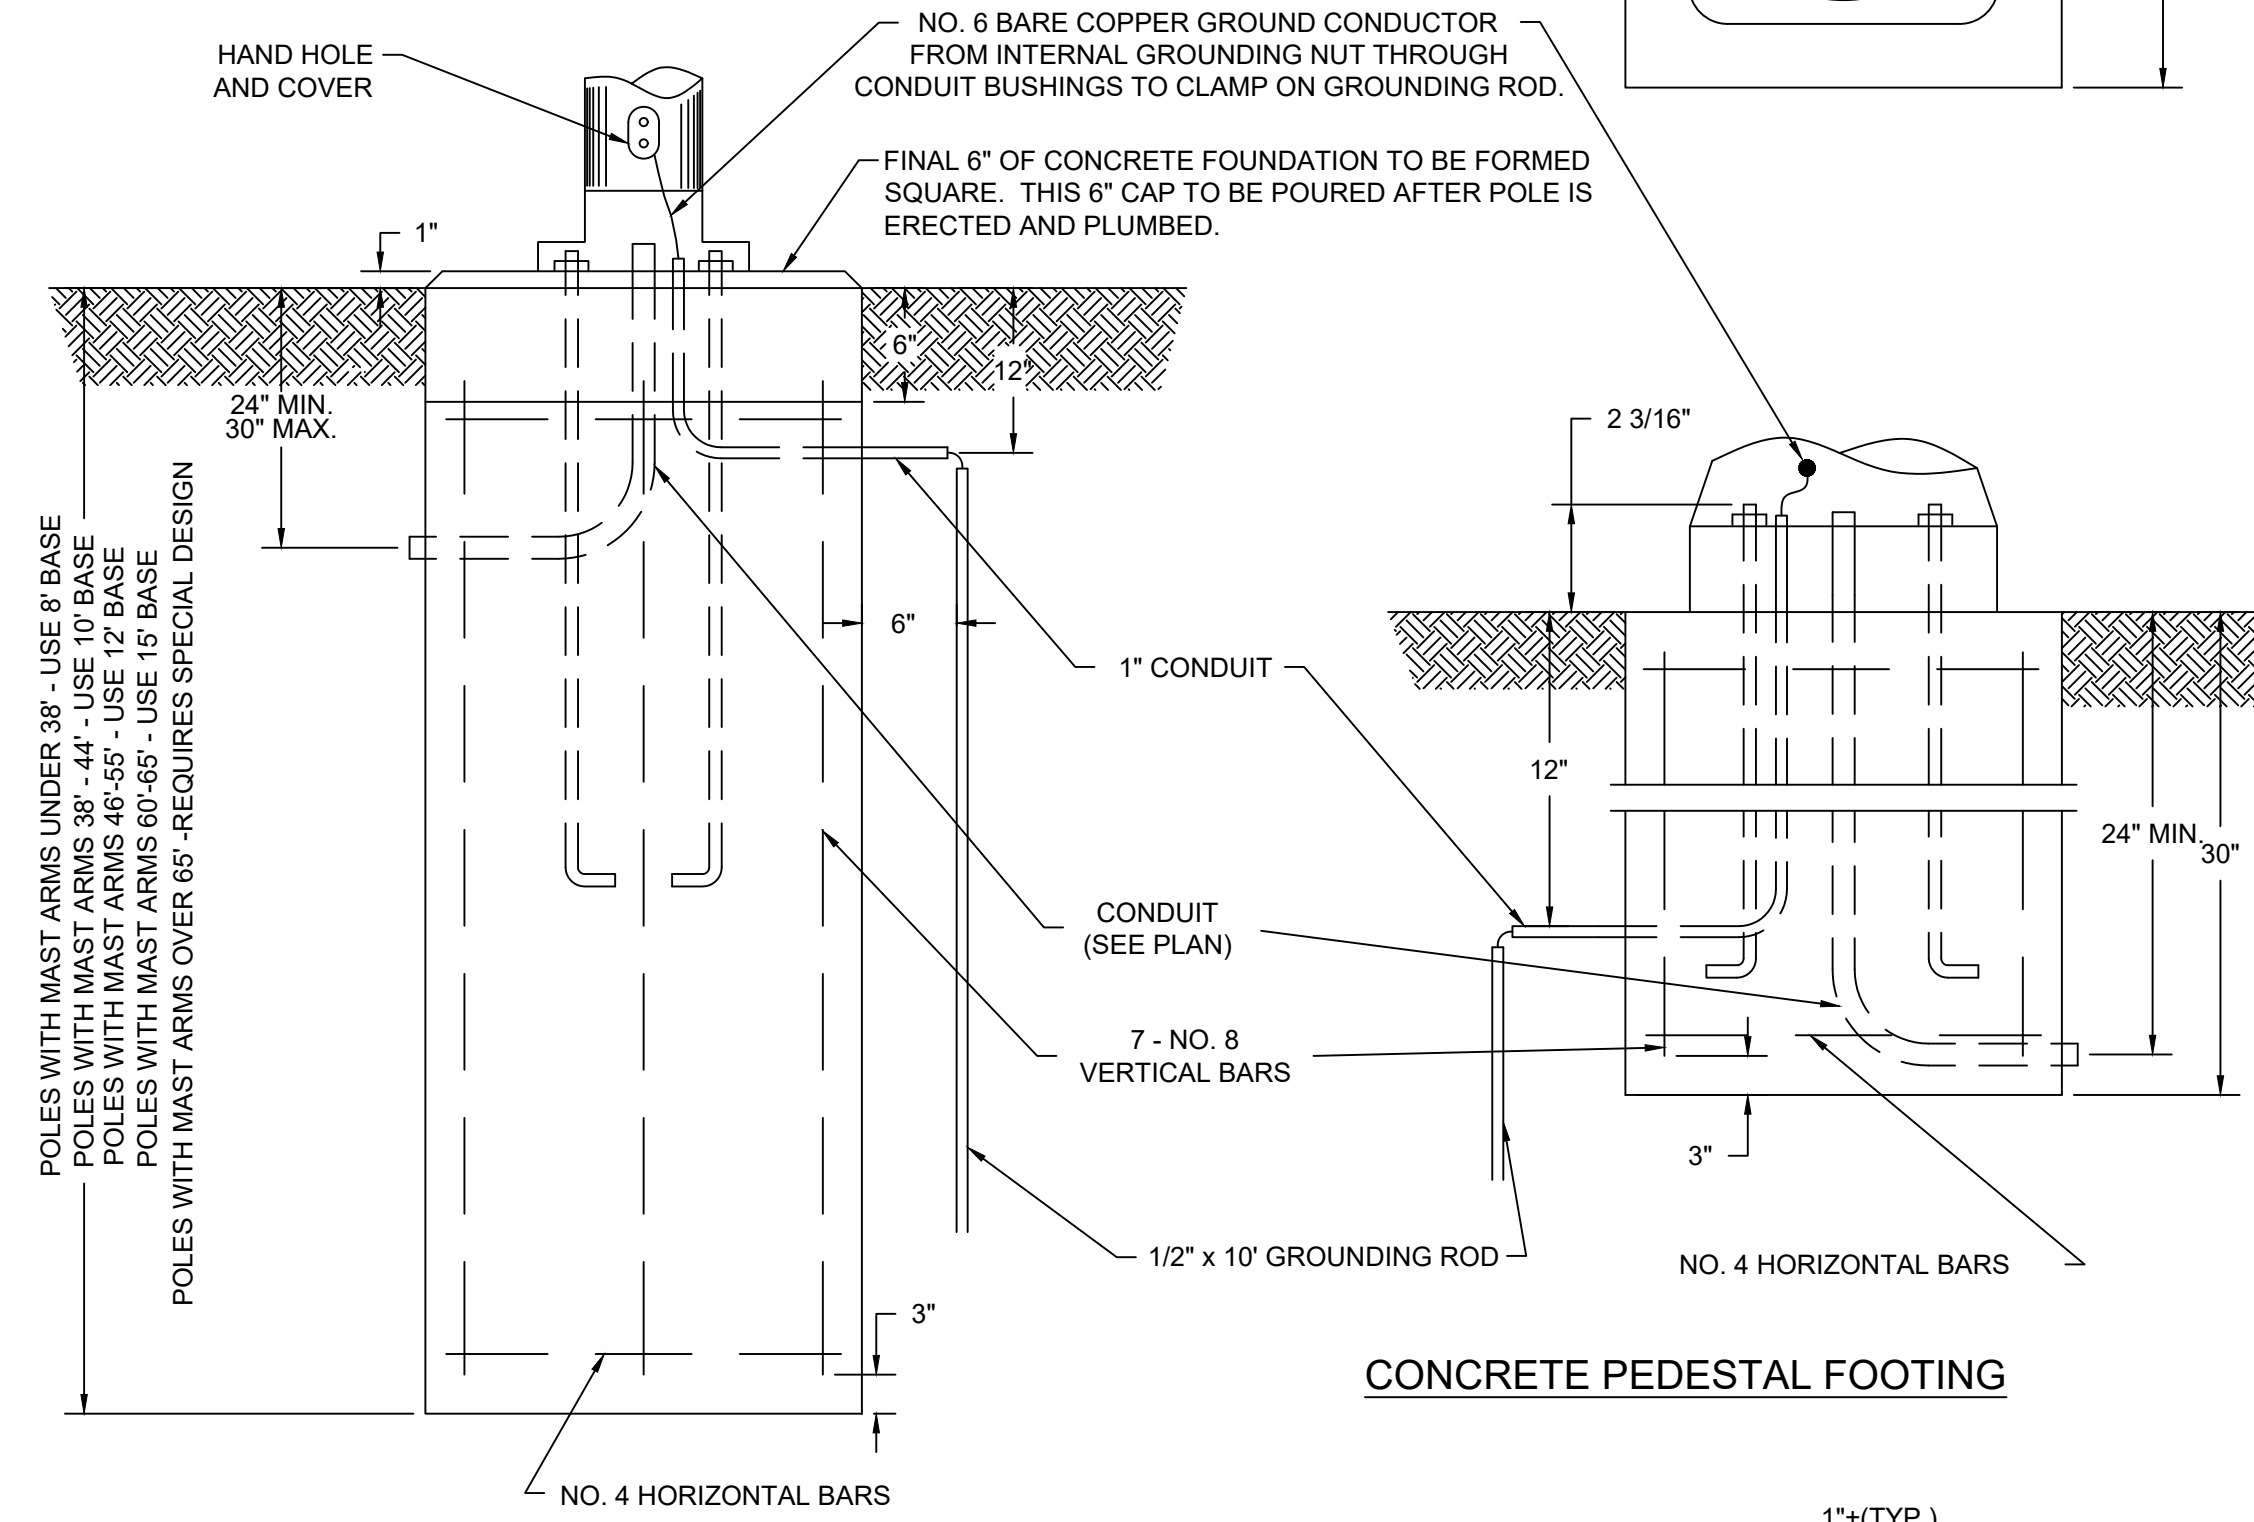 NO. 6 BARE COPPER GROUND CONDUCTOR
FROM INTERNAL GROUNDING NUT THROUGH
CONDUIT BUSHINGS TO CLAMP ON GROUNDING ROD.
HAND HOLE
AND COVER
FINAL 6" OF CONCRETE FOUNDATION TO BE FORMED
SQUARE. THIS 6" CAP TO BE POURED AFTER POLE IS
ERECTED AND PLUMBED.
1"
6"
12"
24" MIN.
30" MAX.
2 3/16"
POLES WITH MAST ARMS UNDER 38' - USE 8' BASE
POLES WITH MAST ARMS 38' - 44' - USE 10' BASE
POLES WITH MAST ARMS 46'-55' - USE 12' BASE
POLES WITH MAST ARMS 60'-65' - USE 15' BASE
POLES WITH MAST ARMS OVER 65' -REQUIRES SPECIAL DESIGN
6"
1" CONDUIT
12"
24" MIN.
30"
CONDUIT
(SEE PLAN)
7 - NO. 8
VERTICAL BARS
3"
1/2" x 10' GROUNDING ROD
NO. 4 HORIZONTAL BARS
3"
CONCRETE PEDESTAL FOOTING
NO. 4 HORIZONTAL BARS
1"±(TYP.)